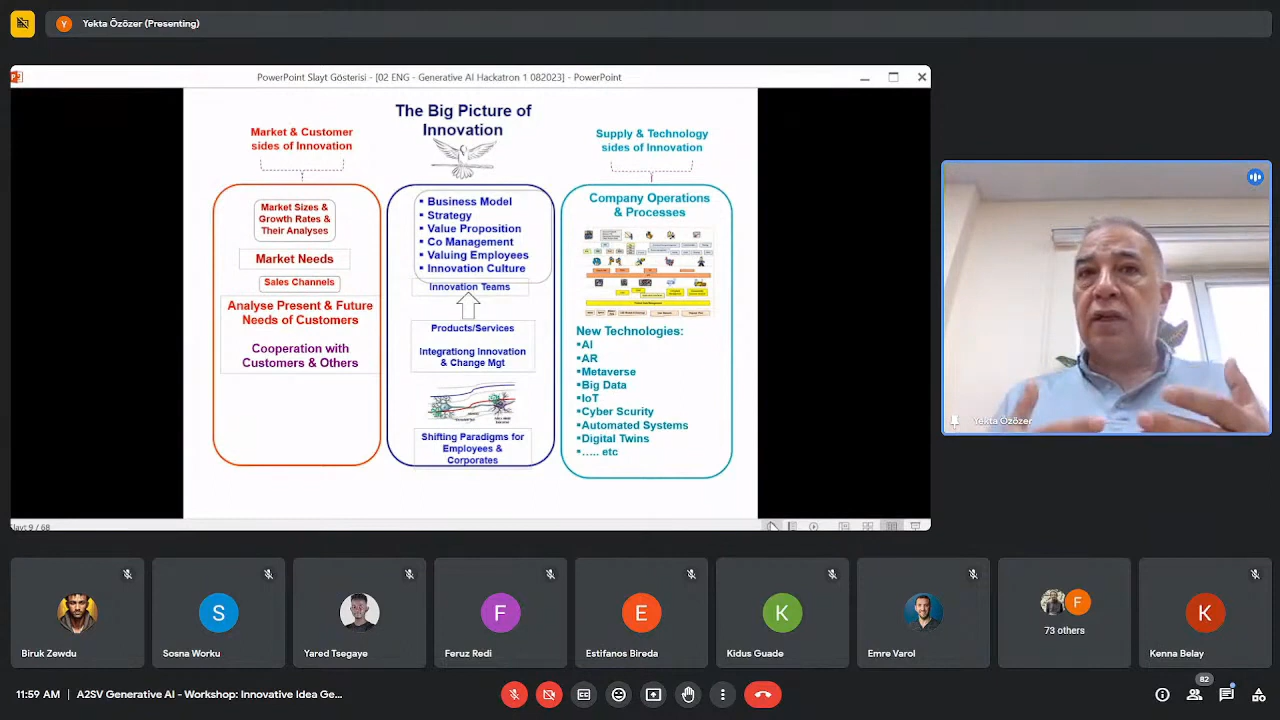 Y
Yekta Özözer (Presenting)
PowerPoint Slayt Gösterisi - [02 ENG - Generative AI Hackatron 1 082023] - PowerPoint
The Big Picture of
Innovation
Market & Customer
sides of Innovation
Market Sizes &
Growth Rates &
Their Analyses
Market Needs
Sales Channels
Analyse Present & Future
Needs of Customers
Cooperation with
Customers & Others
▪ Business Model
▪ Strategy
▪ Value Proposition
▪ Co Management
▪ Valuing Employees
▪ Innovation Culture
Innovation Teams
Products/Services
Integrationg Innovation
& Change Mgt
Shifting Paradigms for
Employees &
Corporates
Supply & Technology
sides of Innovation
Company Operations
& Processes
New Technologies:
▪AI
▪AR
▪Metaverse
▪Big Data
▪IoT
▪Cyber Scurity
▪Automated Systems
▪Digital Twins
▪….. etc
Slayt 9 / 68
Yekta Özözer
Biruk Zewdu
S
Sosna Worku
Yared Tsegaye
F
Feruz Redi
E
Estifanos Bireda
K
Kidus Guade
Emre Varol
F
73 others
K
Kenna Belay
11:59 AM | A2SV Generative AI - Workshop: Innovative Idea Ge...
82